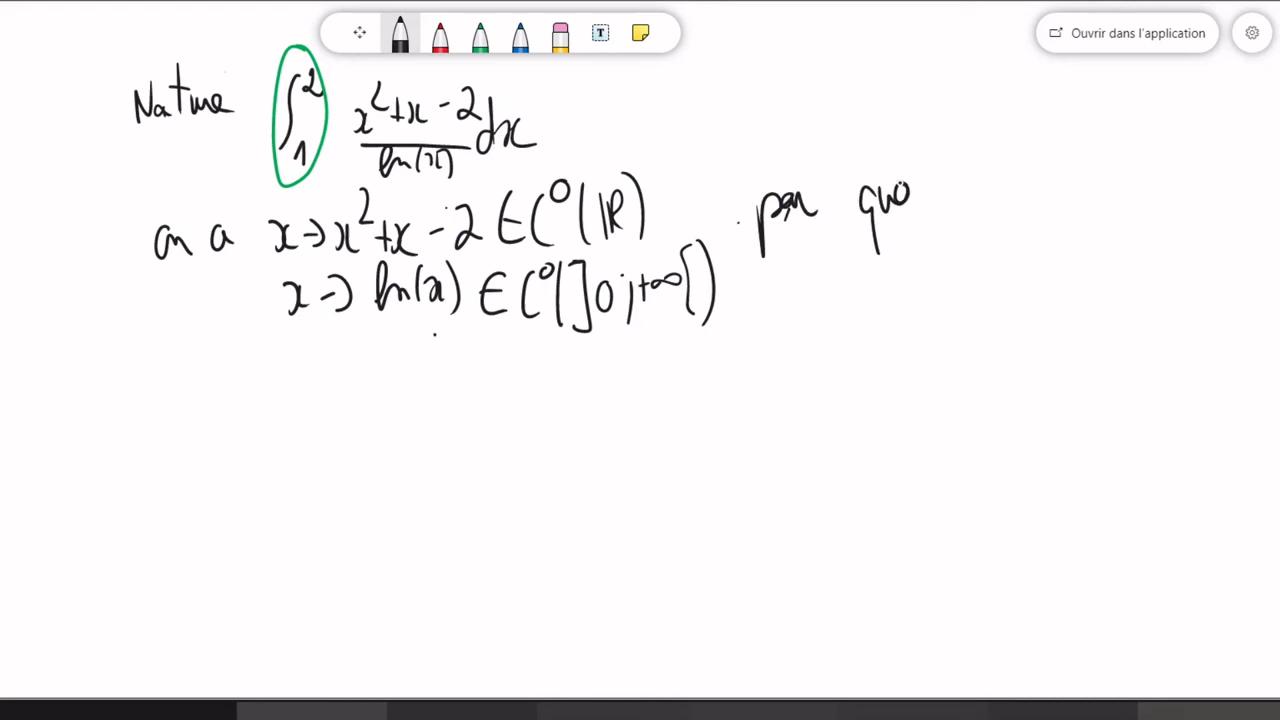 Ouvrir dans l'application
Nature ∫₁² (x²+x-2)/ln(x) dx
on a x→x²+x-2 ∈ C⁰(ℝ) par quo
x→ln(x) ∈ C⁰(]0;+∞[)